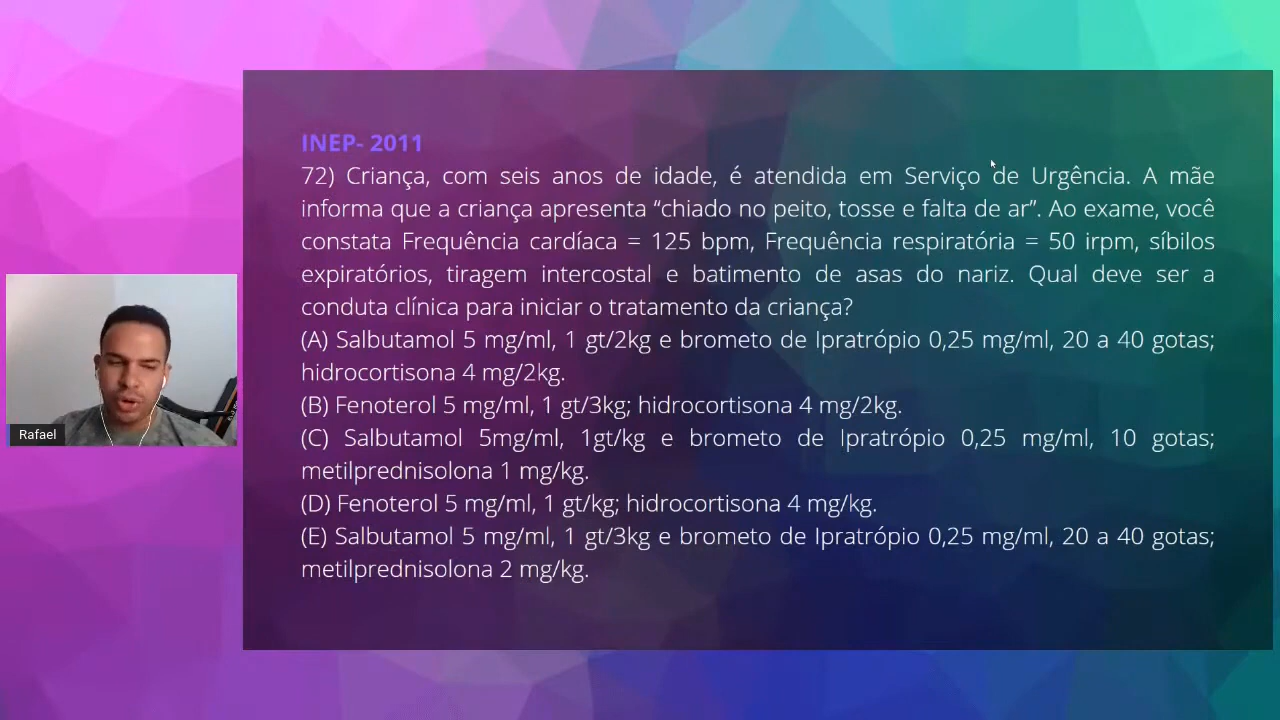 INEP- 2011
72) Criança, com seis anos de idade, é atendida em Serviço de Urgência. A mãe
informa que a criança apresenta “chiado no peito, tosse e falta de ar”. Ao exame, você
constata Frequência cardíaca = 125 bpm, Frequência respiratória = 50 irpm, síbilos
expiratórios, tiragem intercostal e batimento de asas do nariz. Qual deve ser a
conduta clínica para iniciar o tratamento da criança?
(A) Salbutamol 5 mg/ml, 1 gt/2kg e brometo de Ipratrópio 0,25 mg/ml, 20 a 40 gotas;
hidrocortisona 4 mg/2kg.
(B) Fenoterol 5 mg/ml, 1 gt/3kg; hidrocortisona 4 mg/2kg.
(C) Salbutamol 5mg/ml, 1gt/kg e brometo de Ipratrópio 0,25 mg/ml, 10 gotas;
metilprednisolona 1 mg/kg.
(D) Fenoterol 5 mg/ml, 1 gt/kg; hidrocortisona 4 mg/kg.
(E) Salbutamol 5 mg/ml, 1 gt/3kg e brometo de Ipratrópio 0,25 mg/ml, 20 a 40 gotas;
metilprednisolona 2 mg/kg.
Rafael